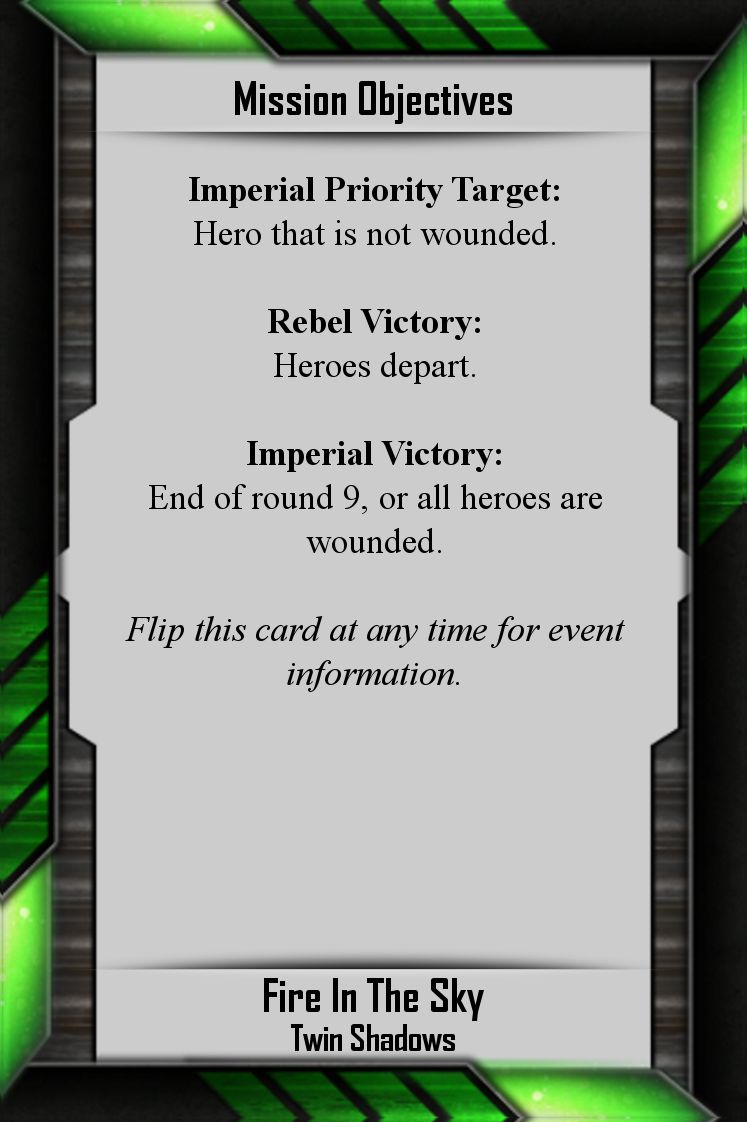 Mission Objectives
Imperial Priority Target:
Hero that is not wounded.
Rebel Victory:
Heroes depart.
Imperial Victory:
End of round 9, or all heroes are
wounded.
Flip this card at any time for event
information.
Fire In The Sky
Twin Shadows